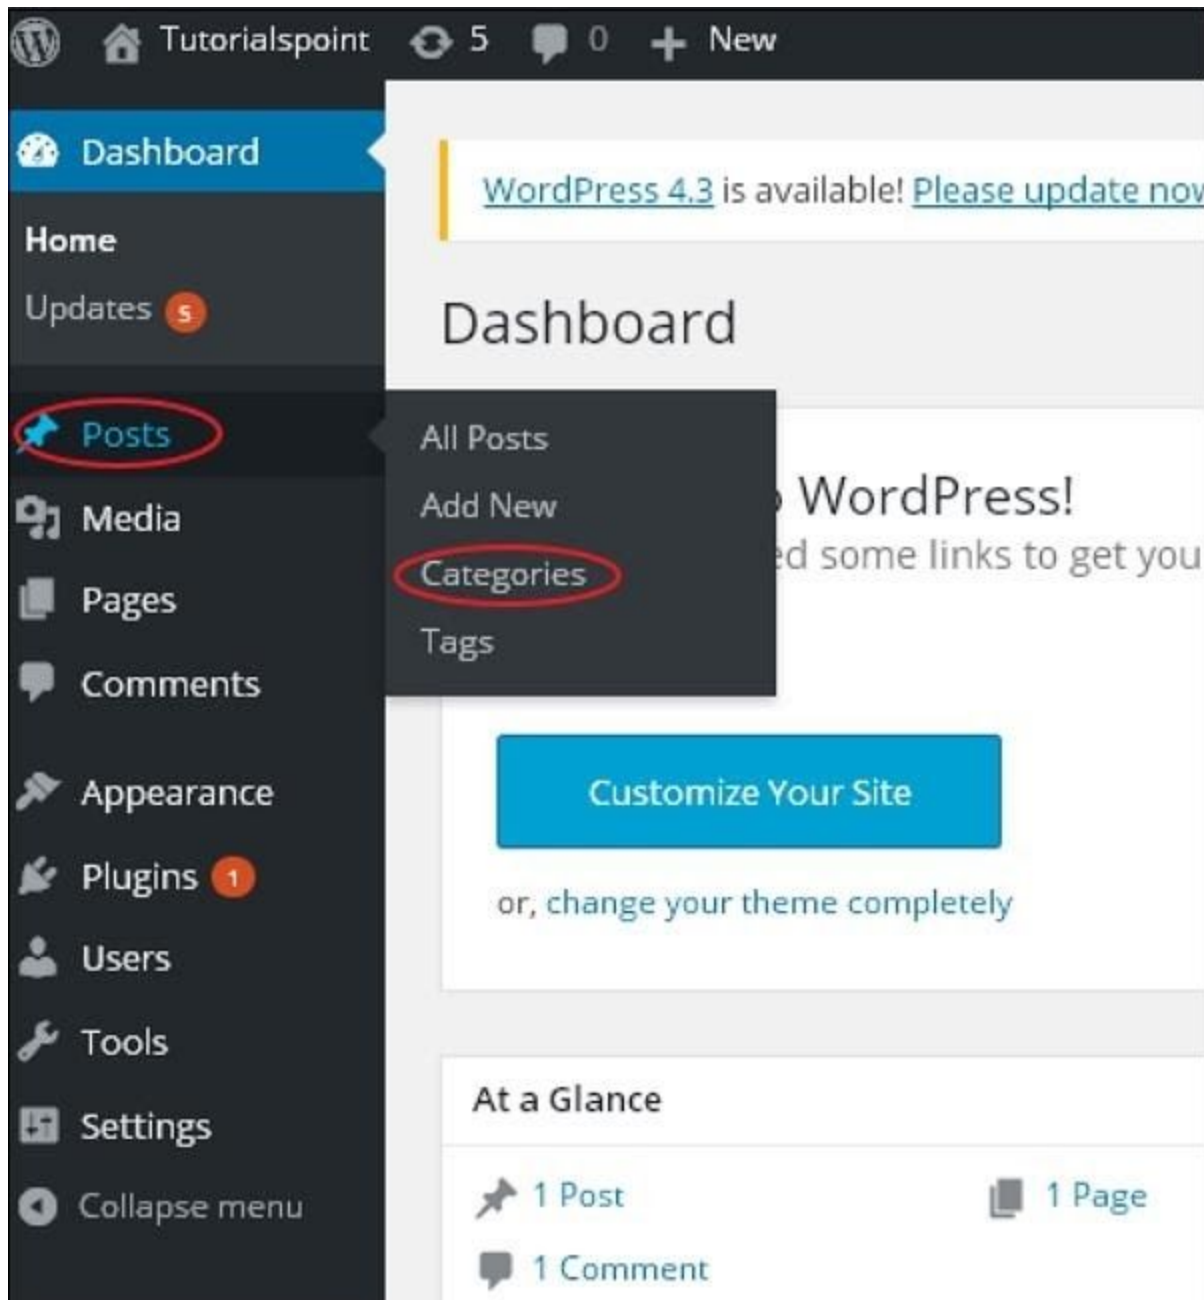 Tutorialspoint 5 0 New
Dashboard
Home
Updates 5
Posts
Media
Pages
Comments
Appearance
Plugins 1
Users
Tools
Settings
Collapse menu
All Posts
Add New
Categories
Tags
WordPress 4.3 is available! Please update now
Dashboard
WordPress!
some links to get you
Customize Your Site
or, change your theme completely
At a Glance
1 Post
1 Page
1 Comment